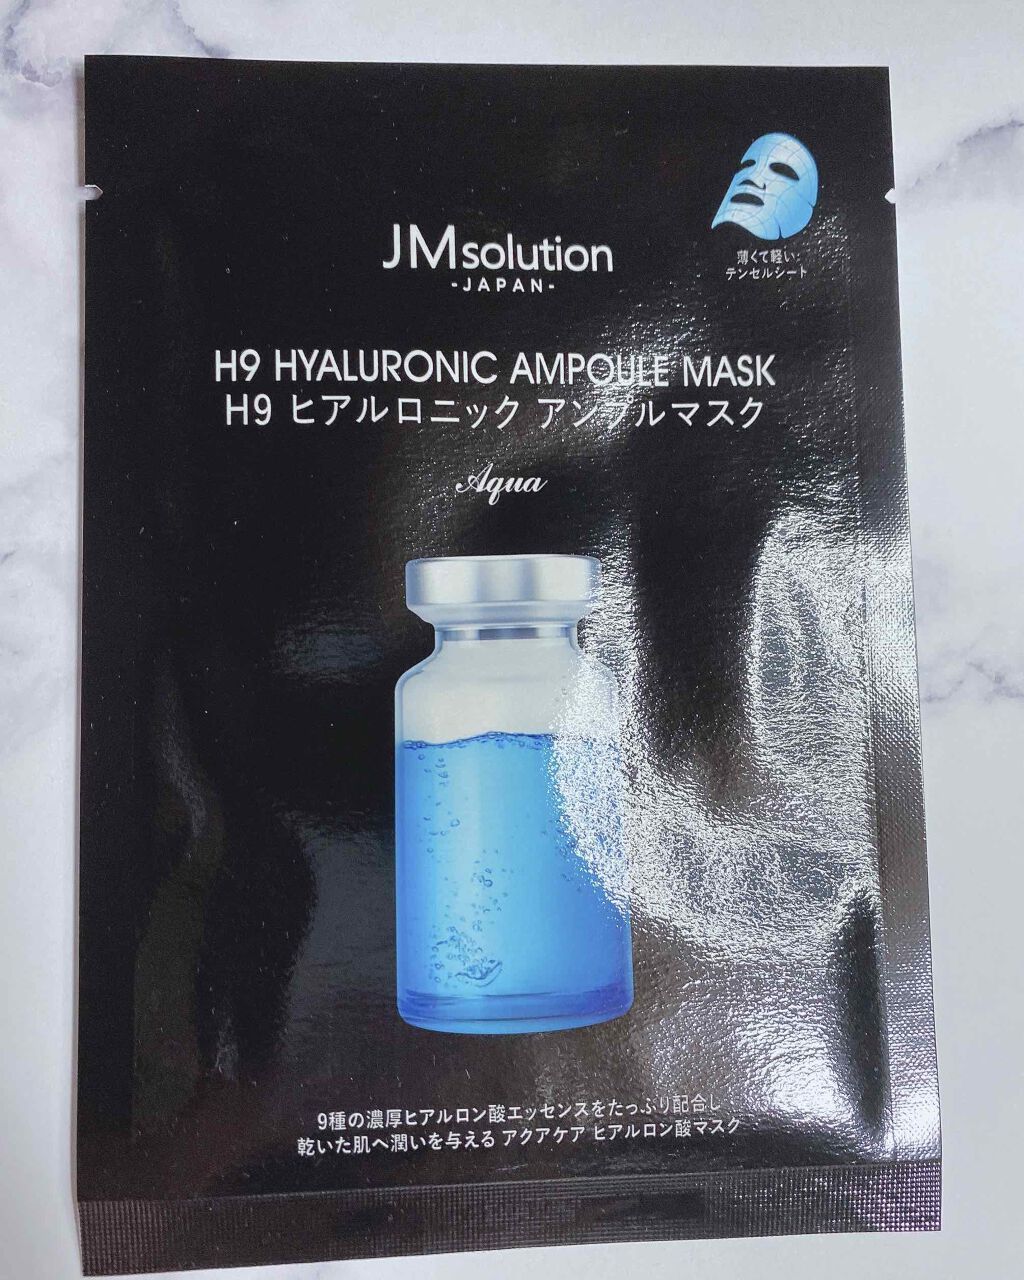 JMsolution
-JAPAN-
薄くて軽い
テンセルシート
H9 HYALURONIC AMPOULE MASK
H9 ヒアルロニック アンプルマスク
Aqua
9種の濃厚ヒアルロン酸エッセンスをたっぷり配合し
乾いた肌へ潤いを与える アクアケア ヒアルロン酸マスク